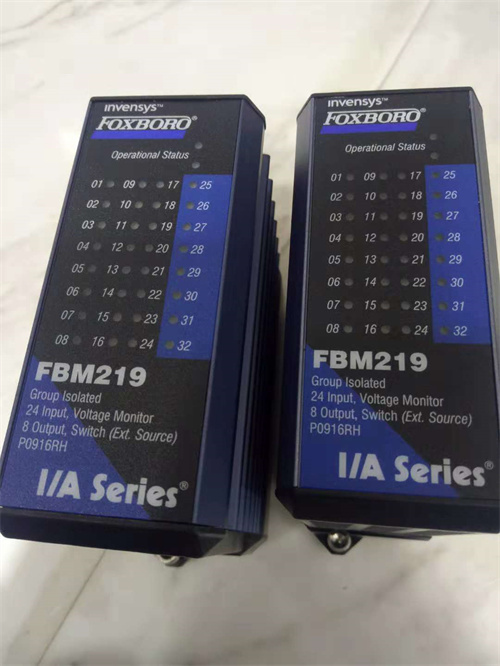 invensys™
FOXBORO®
Operational Status
01 09 17 25
02 10 18 26
03 11 19 27
04 12 20 28
05 13 21 29
06 14 22 30
07 15 23 31
08 16 24 32
FBM219
Group Isolated
24 Input, Voltage Monitor
8 Output, Switch (Ext. Source)
P0916RH
I/A Series®
invensys™
FOXBORO®
Operational Status
01 09 17 25
02 10 18 26
03 11 19 27
04 12 20 28
05 13 21 29
06 14 22 30
07 15 23 31
08 16 24 32
FBM219
Group Isolated
24 Input, Voltage Monitor
8 Output, Switch (Ext. Source)
P0916RH
I/A Series®